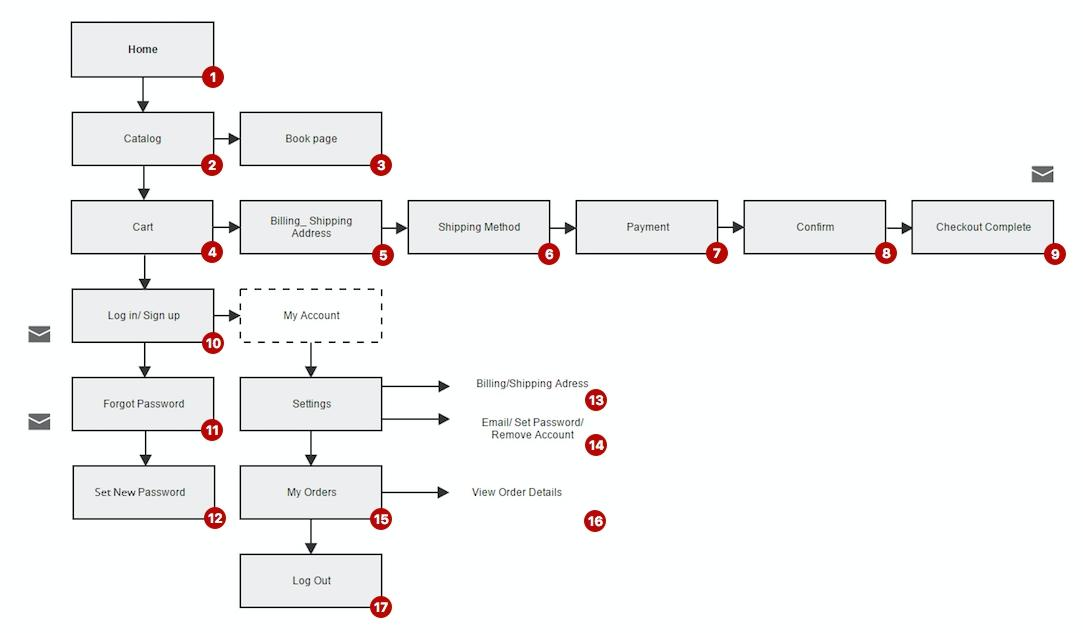 Home
1
Catalog
2
Book page
3
Cart
4
Billing_ Shipping
Address
5
Shipping Method
6
Payment
7
Confirm
8
Checkout Complete
9
Log in/ Sign up
10
My Account
Forgot Password
11
Settings
Billing/Shipping Adress
13
Email/ Set Password/
Remove Account
14
Set New Password
12
My Orders
15
View Order Details
16
Log Out
17